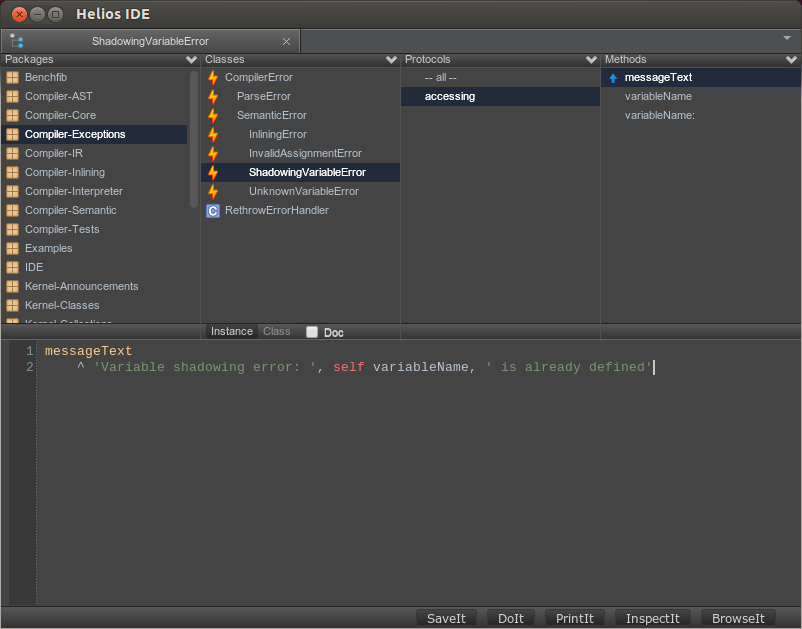 Helios IDE
ShadowingVariableError
Packages
Benchfib
Compiler-AST
Compiler-Core
Compiler-Exceptions
Compiler-IR
Compiler-Inlining
Compiler-Interpreter
Compiler-Semantic
Compiler-Tests
Examples
IDE
Kernel-Announcements
Kernel-Classes
Kernel-Collections
Classes
CompilerError
ParseError
SemanticError
InliningError
InvalidAssignmentError
ShadowingVariableError
UnknownVariableError
C RethrowErrorHandler
Protocols
-- all --
accessing
Methods
messageText
variableName
variableName:
Instance Class Doc
1 messageText
2 ^ 'Variable shadowing error: ', self variableName, ' is already defined'
SaveIt DoIt PrintIt InspectIt BrowseIt